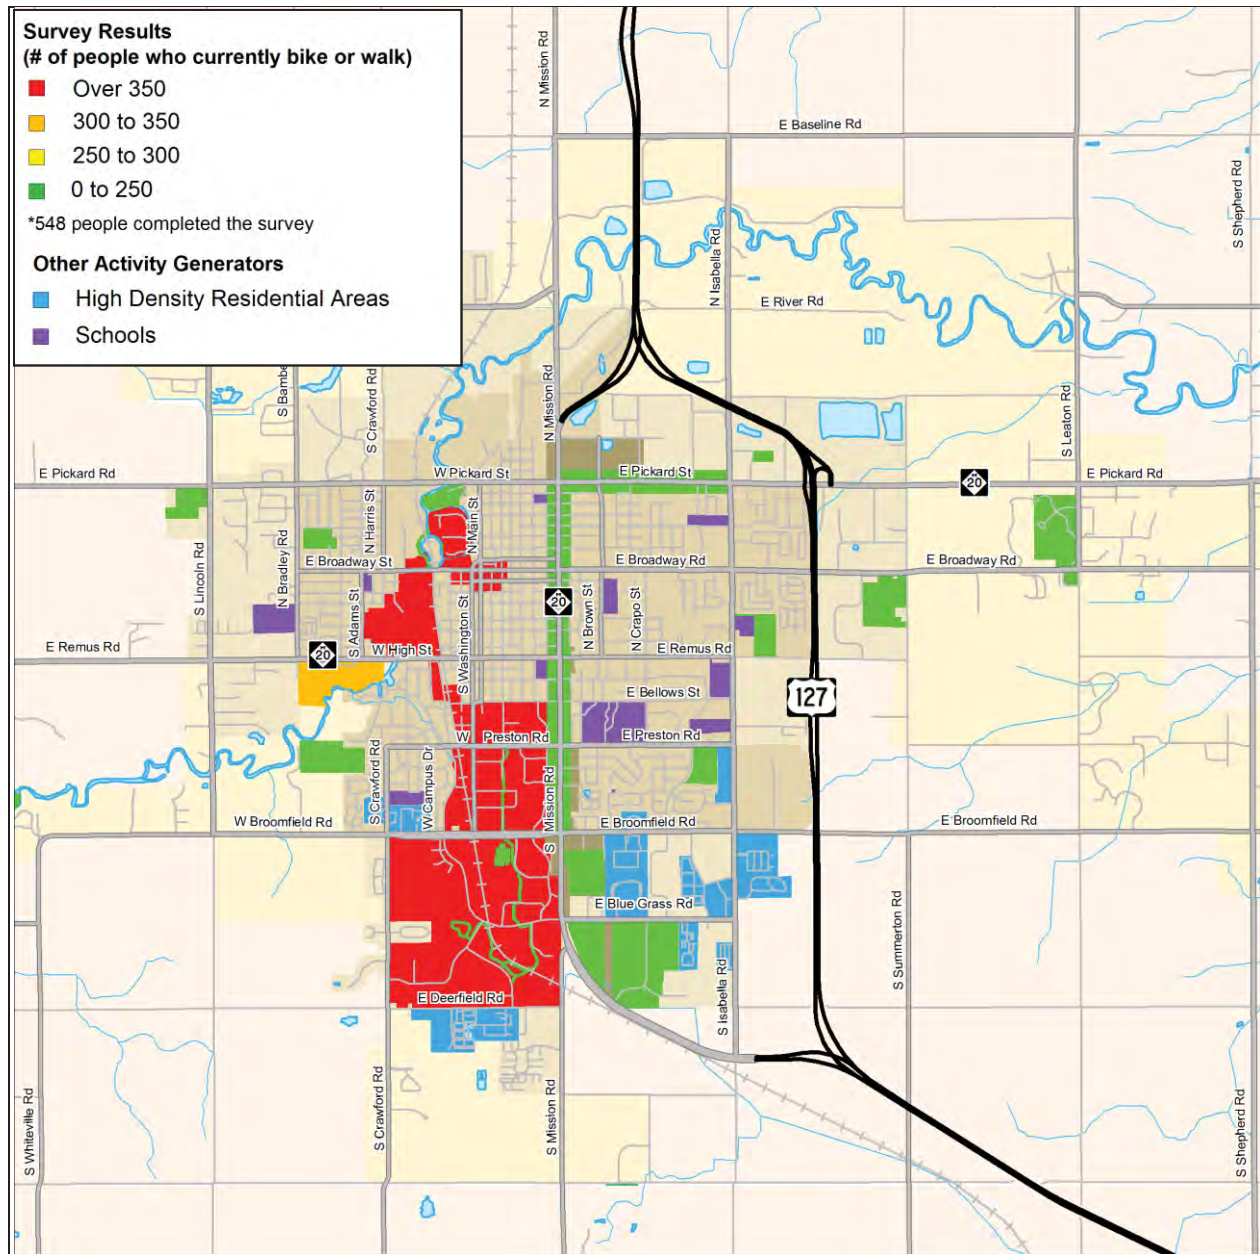 Survey Results
(# of people who currently bike or walk)
Over 350
300 to 350
250 to 300
0 to 250
*548 people completed the survey
Other Activity Generators
High Density Residential Areas
Schools
N Mission Rd
E Baseline Rd
S Shepherd Rd
N Isabella Rd
E River Rd
S Bambe
S Crawford Rd
N Mission Rd
S Leaton Rd
E Pickard Rd
W Pickard St
E Pickard St
M 20
E Pickard Rd
N Harris St
N Main St
S Lincoln Rd
N Bradley Rd
E Broadway St
E Broadway Rd
E Broadway Rd
S Adams St
S Washington St
M 20
N Brown St
N Crapo St
E Remus Rd
M 20
W High St
E Remus Rd
E Bellows St
127
W Preston Rd
E Preston Rd
S Crawford Rd
W Campus Dr
S Mission Rd
W Broomfield Rd
E Broomfield Rd
E Broomfield Rd
E Blue Grass Rd
S Summerton Rd
E Deerfield Rd
S Isabella Rd
S Whiteville Rd
S Crawford Rd
S Mission Rd
S Shepherd Rd